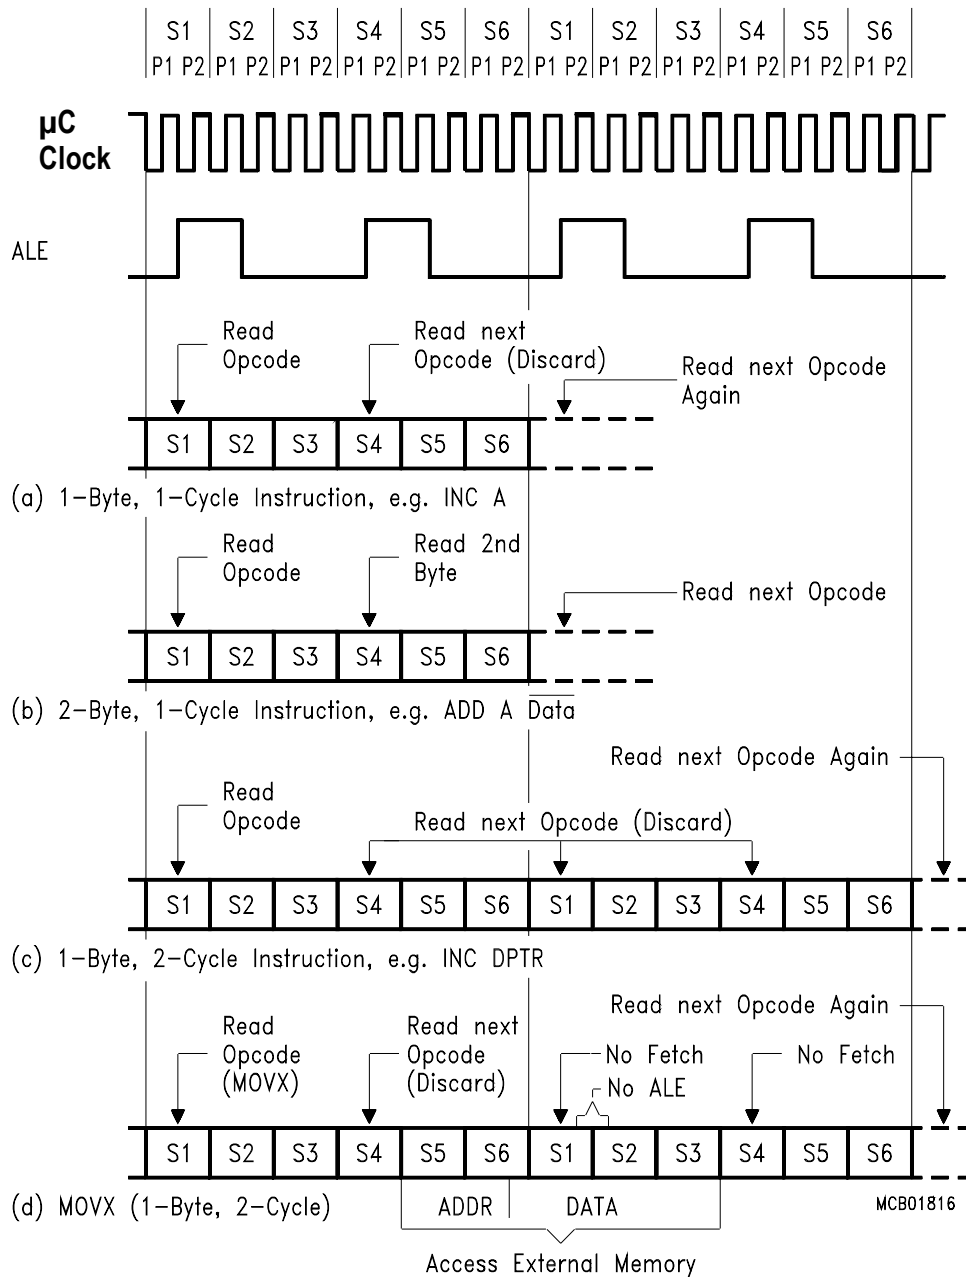 S1 S2 S3 S4 S5 S6 S1 S2 S3 S4 S5 S6
P1 P2 P1 P2 P1 P2 P1 P2 P1 P2 P1 P2 P1 P2 P1 P2 P1 P2 P1 P2 P1 P2 P1 P2
µC
Clock
ALE
Read
Opcode
Read next
Opcode (Discard)
Read next Opcode
Again
S1 S2 S3 S4 S5 S6
(a) 1-Byte, 1-Cycle Instruction, e.g. INC A
Read
Opcode
Read 2nd
Byte
Read next Opcode
S1 S2 S3 S4 S5 S6
(b) 2-Byte, 1-Cycle Instruction, e.g. ADD A Data
Read next Opcode Again
Read
Opcode
Read next Opcode (Discard)
S1 S2 S3 S4 S5 S6 S1 S2 S3 S4 S5 S6
(c) 1-Byte, 2-Cycle Instruction, e.g. INC DPTR
Read next Opcode Again
Read
Opcode
(MOVX)
Read next
Opcode
(Discard)
No Fetch
No ALE
No Fetch
S1 S2 S3 S4 S5 S6 S1 S2 S3 S4 S5 S6
(d) MOVX (1-Byte, 2-Cycle)
ADDR
DATA
MCB01816
Access External Memory